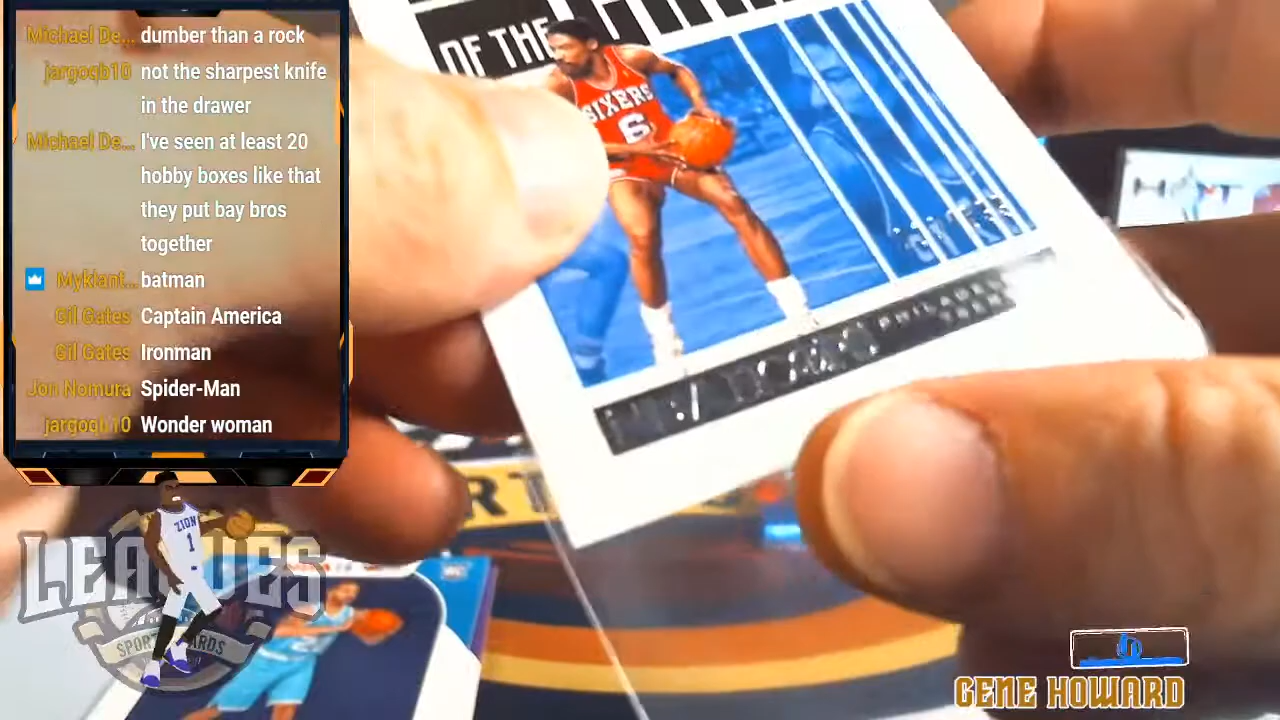 Michael De... dumber than a rock
jargoqb10 not the sharpest knife
in the drawer
Michael De... I've seen at least 20
hobby boxes like that
they put bay bros
together
Myklant... batman
Gil Gates Captain America
Gil Gates Ironman
Jon Nomura Spider-Man
jargoqb10 Wonder woman
OF THE
SIXERS
6
ZION
1
LEAGUES
SPORTS CARDS
GENE HOWARD